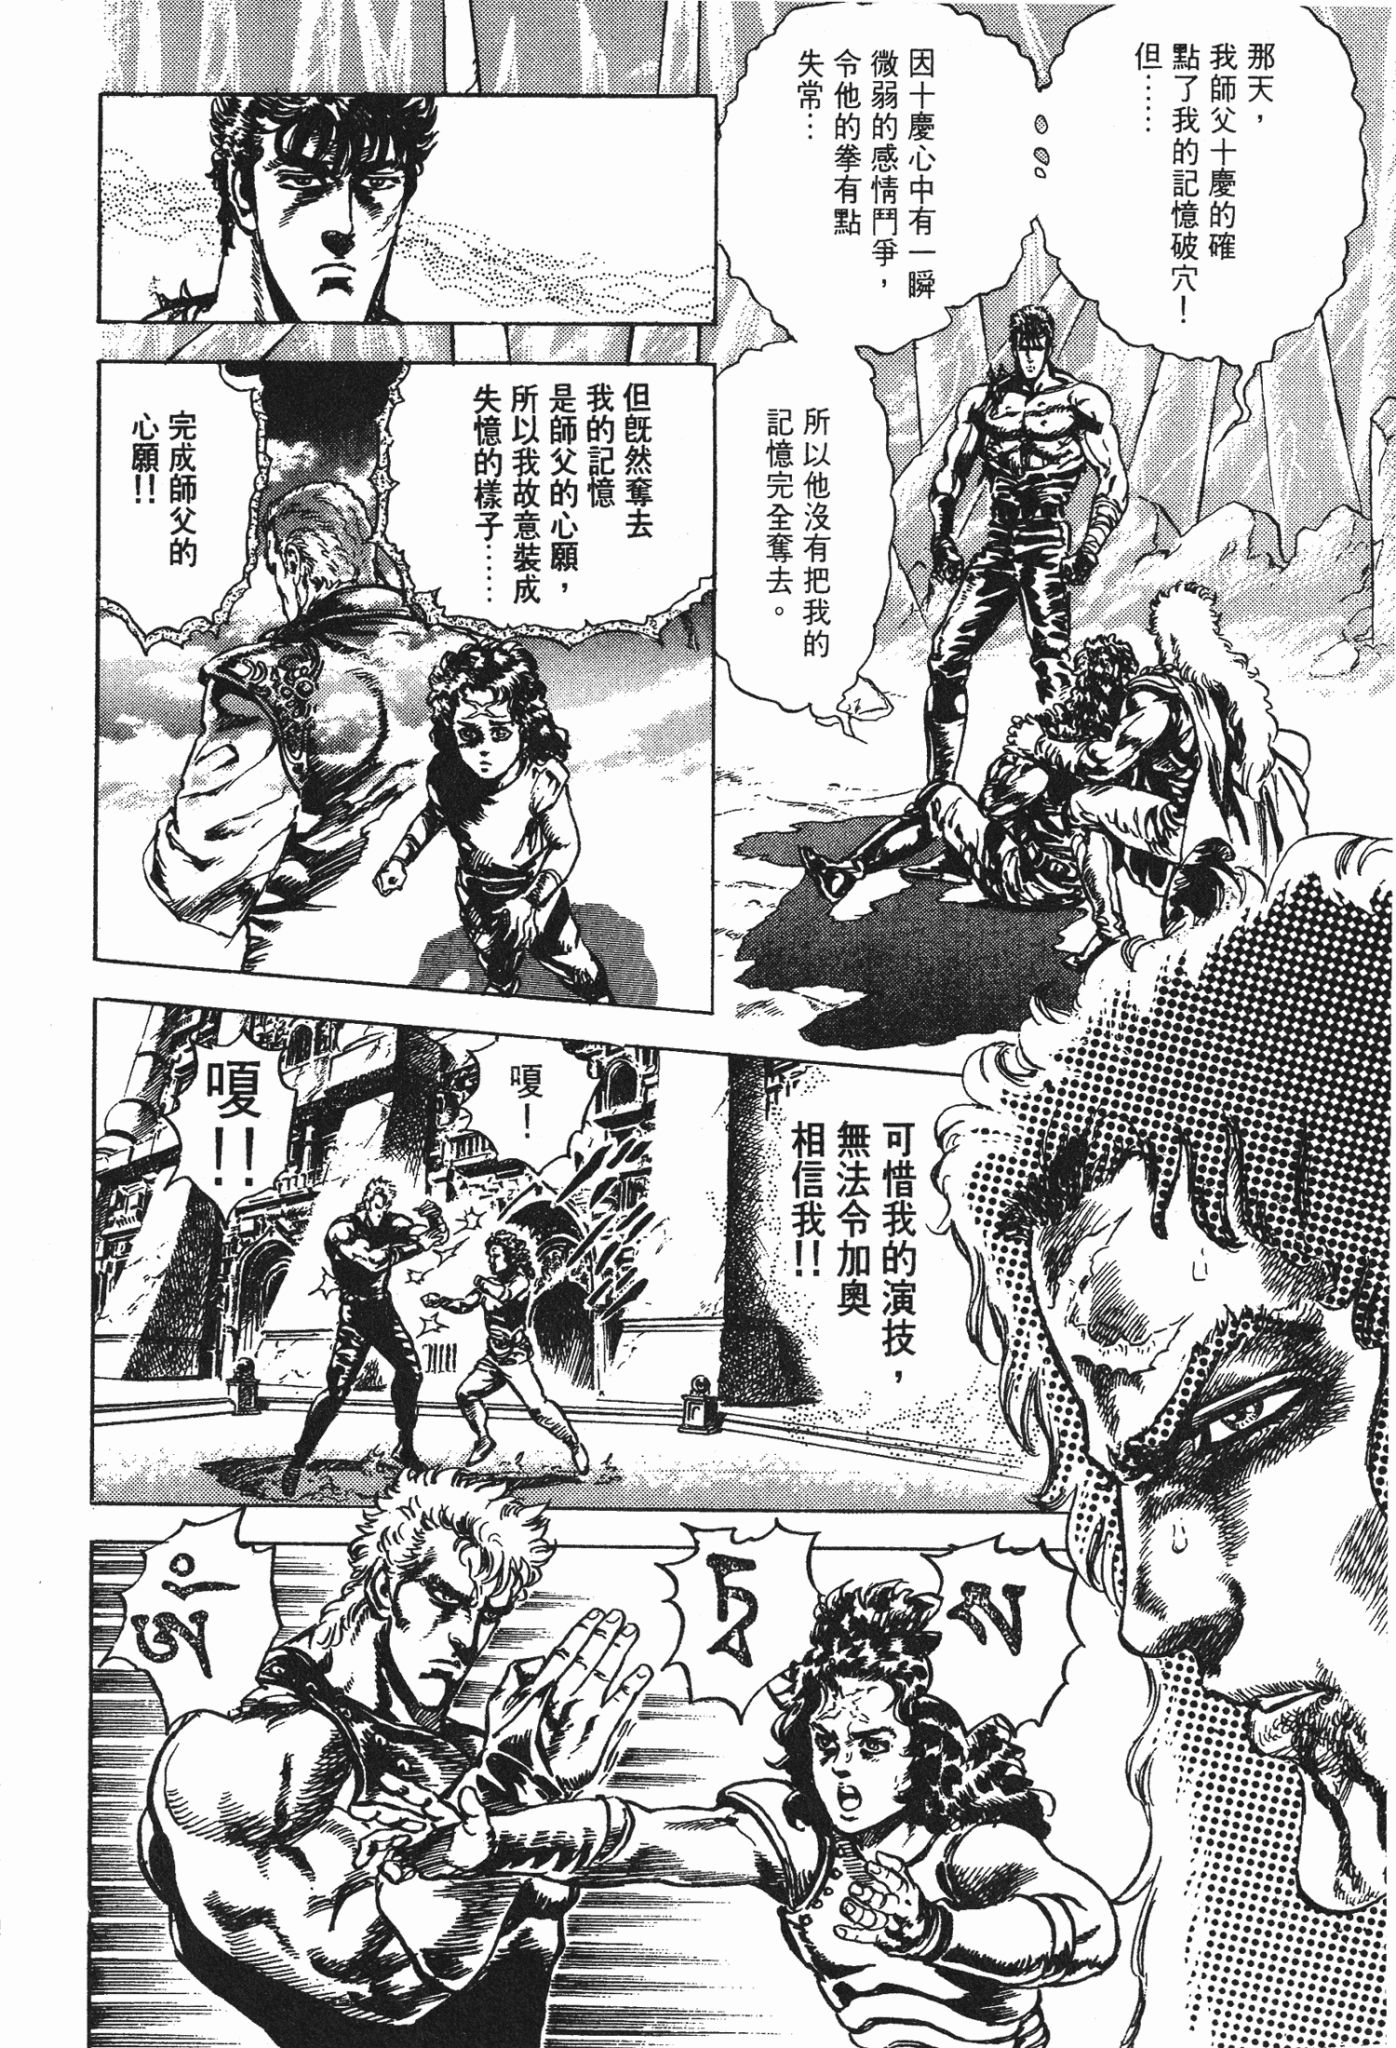 那天，
我師父十慶的確
點了我的記憶破穴！
但……
因十慶心中有一瞬
微弱的感情鬥爭，
令他的拳有點
失常…
所以他沒有把我的
記憶完全奪去。
但旣然奪去
我的記憶
是師父的心願，
所以我故意裝成
失憶的樣子……
完成師父的
心願!!
可惜我的演技，
無法令加奧
相信我!!
嗄！
嗄!!